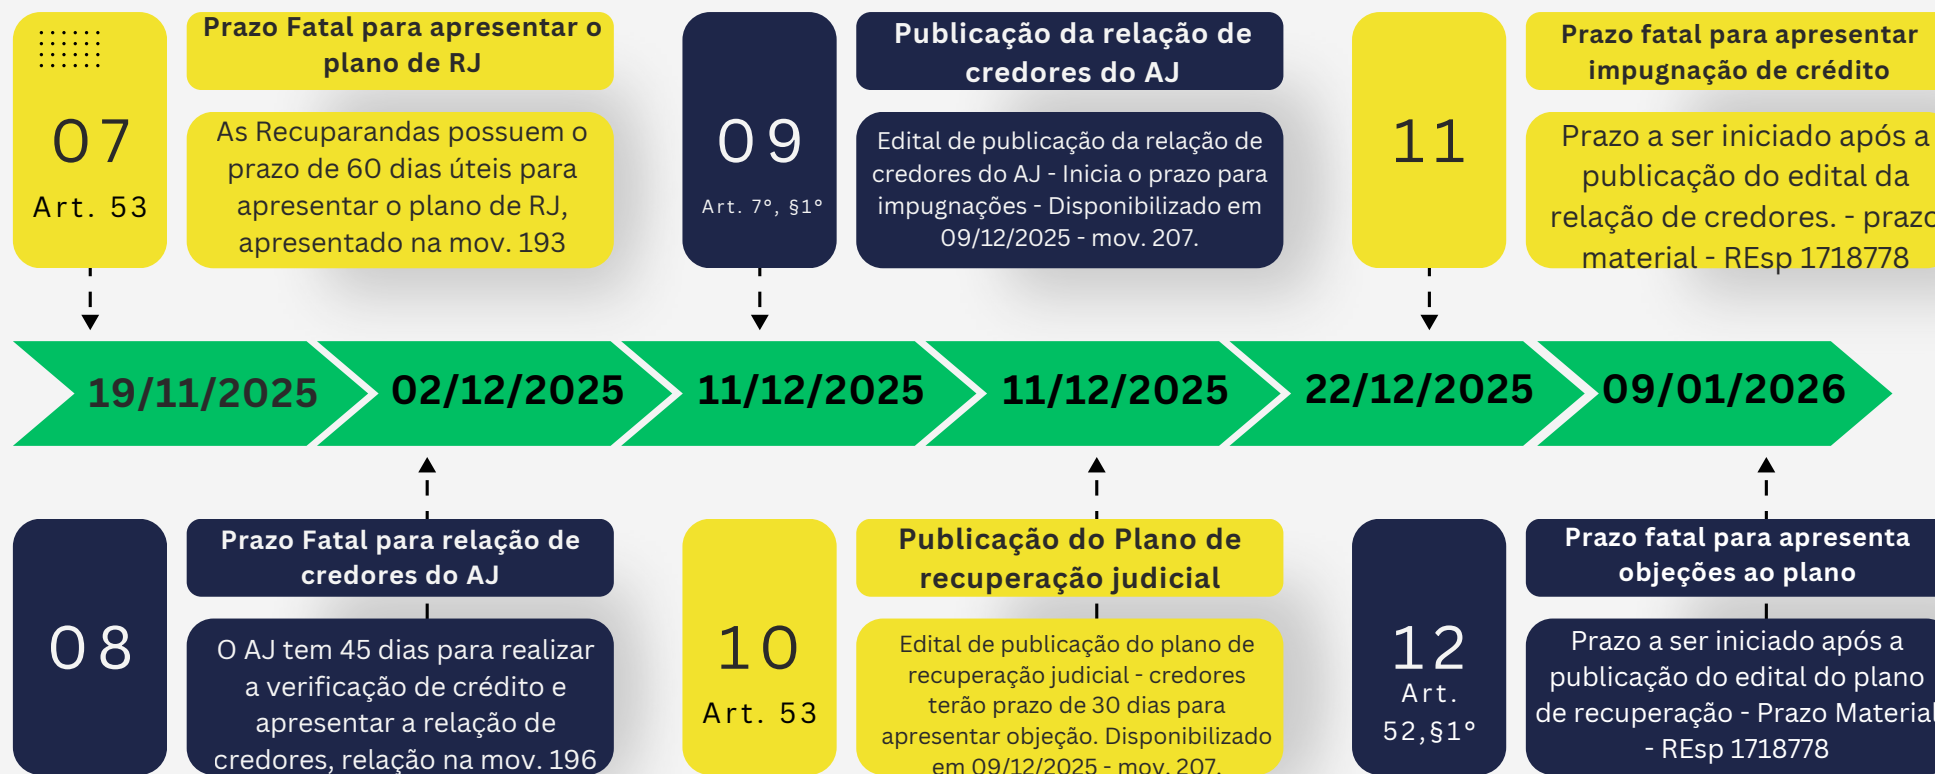 07
Art. 53
Prazo Fatal para apresentar o
plano de RJ
As Recuparandas possuem o
prazo de 60 dias úteis para
apresentar o plano de RJ,
apresentado na mov. 193
09
Art. 7º, §1º
Publicação da relação de
credores do AJ
Edital de publicação da relação de
credores do AJ - Inicia o prazo para
impugnações - Disponibilizado em
09/12/2025 - mov. 207.
11
Prazo fatal para apresentar
impugnação de crédito
Prazo a ser iniciado após a
publicação do edital da
relação de credores. - prazo
material - REsp 1718778
19/11/2025
02/12/2025
11/12/2025
11/12/2025
22/12/2025
09/01/2026
08
Prazo Fatal para relação de
credores do AJ
O AJ tem 45 dias para realizar
a verificação de crédito e
apresentar a relação de
credores, relação na mov. 196
10
Art. 53
Publicação do Plano de
recuperação judicial
Edital de publicação do plano de
recuperação judicial - credores
terão prazo de 30 dias para
apresentar objeção. Disponibilizado
em 09/12/2025 - mov. 207.
12
Art.
52,§1º
Prazo fatal para apresenta
objeções ao plano
Prazo a ser iniciado após a
publicação do edital do plano
de recuperação - Prazo Material
- REsp 1718778